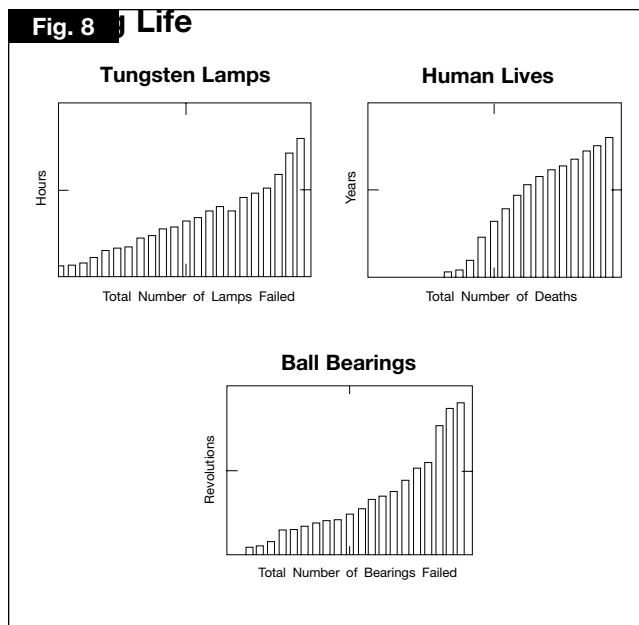 Fig. 8
Life
Tungsten Lamps
Hours
Total Number of Lamps Failed
Human Lives
Years
Total Number of Deaths
Ball Bearings
Revolutions
Total Number of Bearings Failed